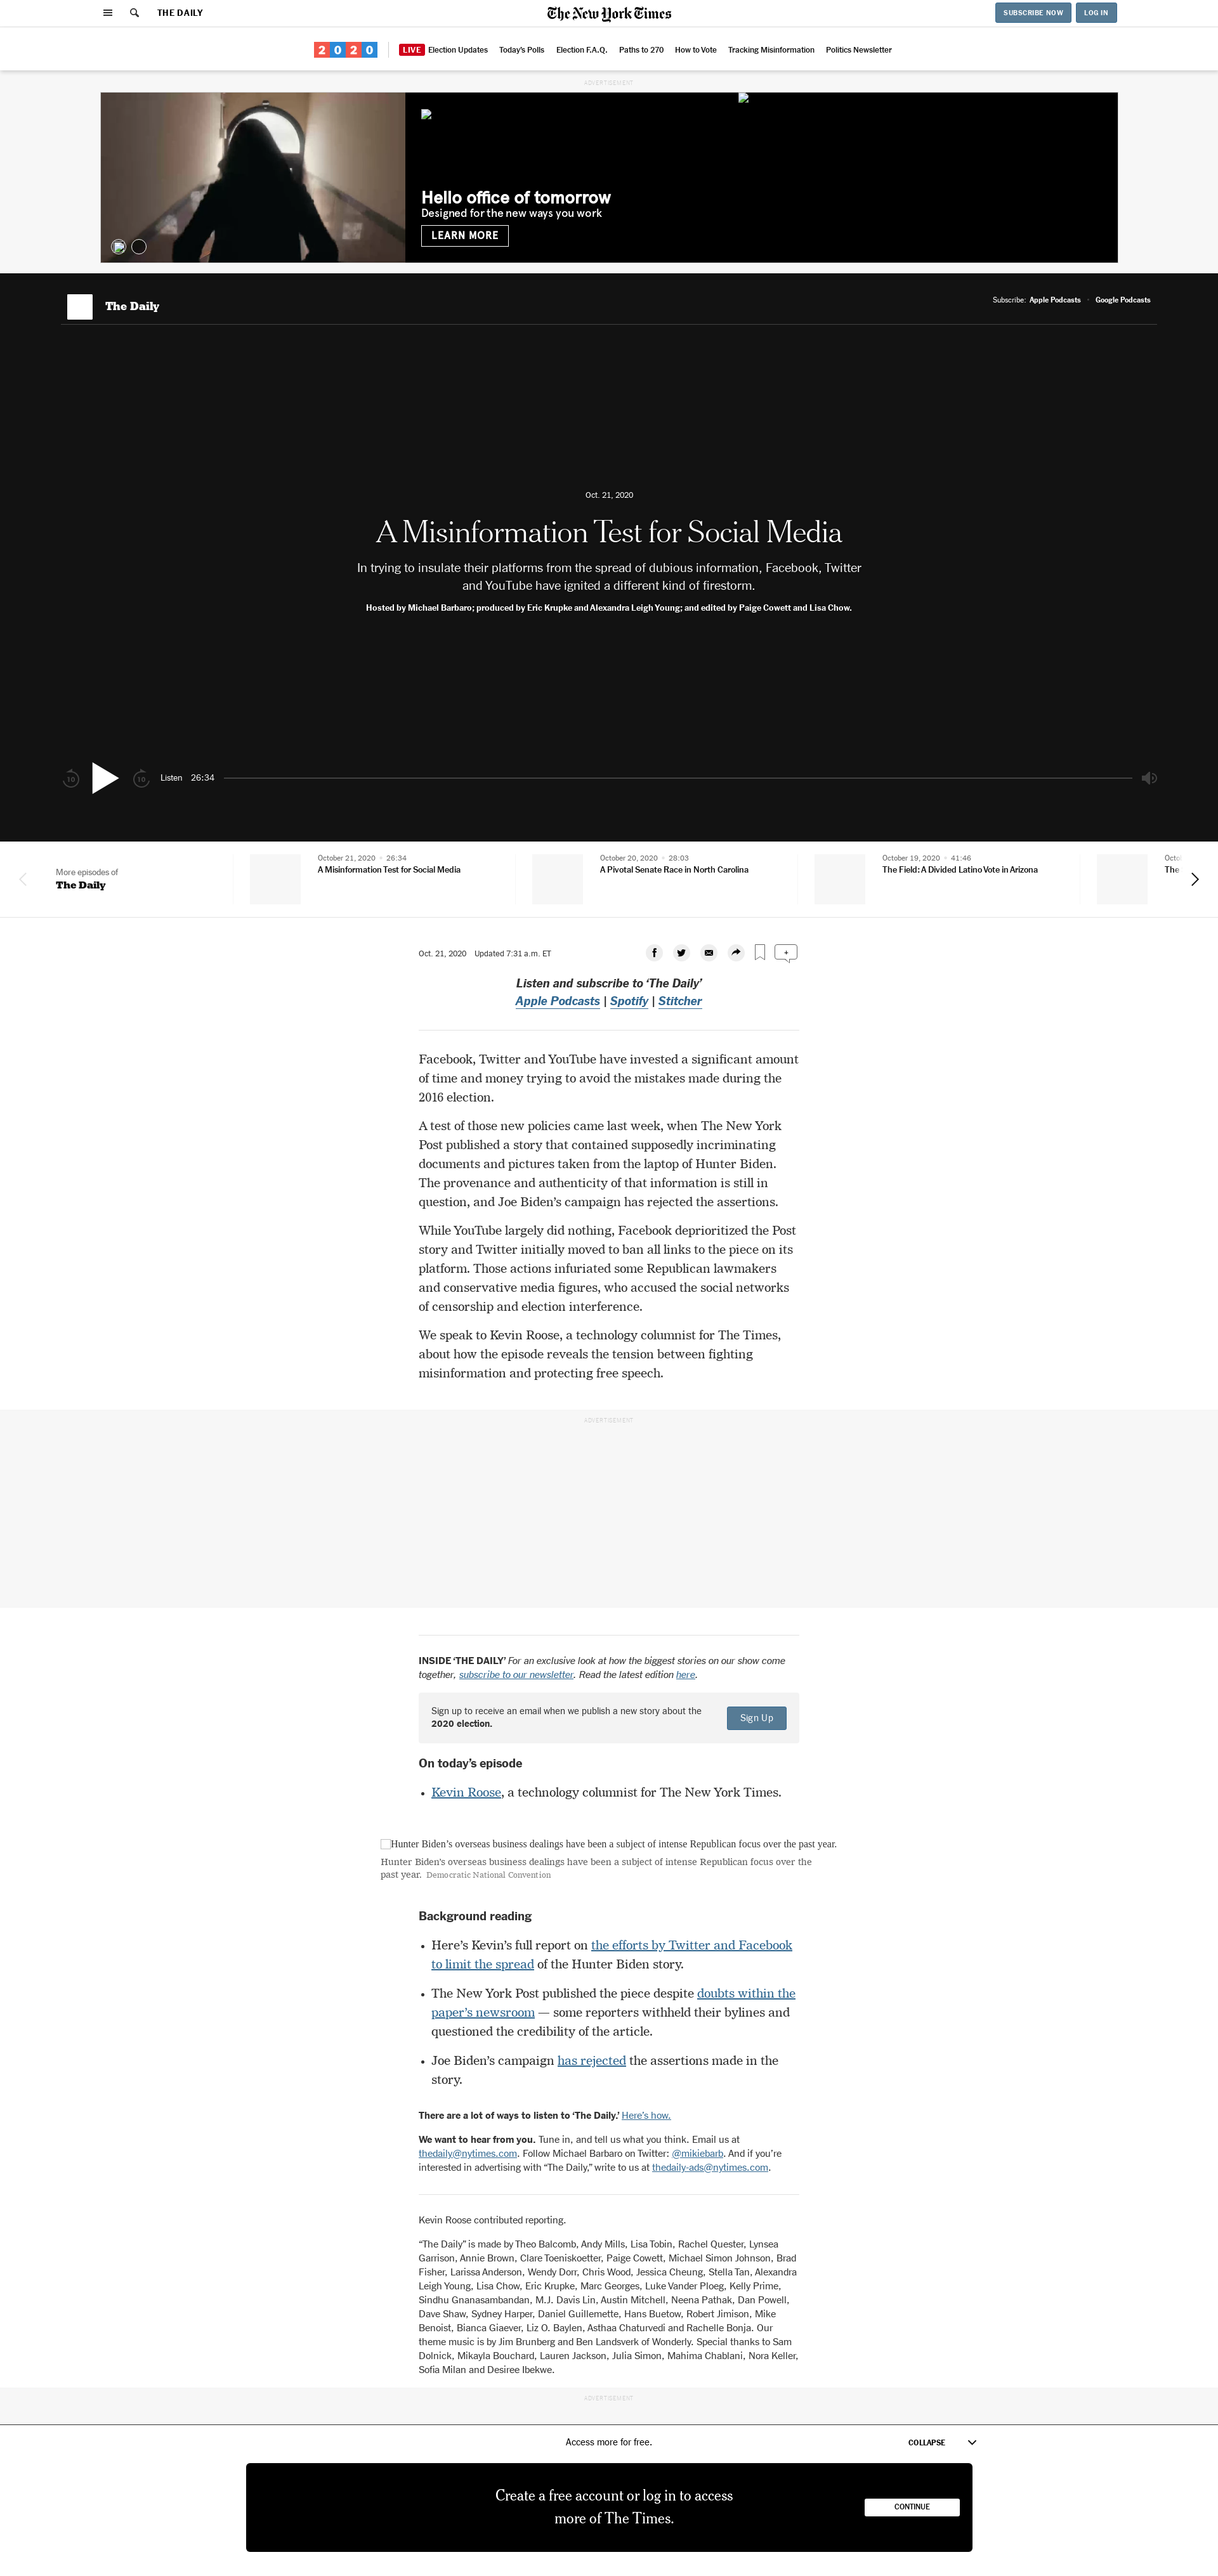 THE DAILY
The New York Times
SUBSCRIBE NOW
LOG IN
2020
LIVE Election Updates
Today's Polls
Election F.A.Q.
Paths to 270
How to Vote
Tracking Misinformation
Politics Newsletter
ADVERTISEMENT
Hello office of tomorrow
Designed for the new ways you work
LEARN MORE
The Daily
Subscribe: Apple Podcasts · Google Podcasts
Oct. 21, 2020
A Misinformation Test for Social Media
In trying to insulate their platforms from the spread of dubious information, Facebook, Twitter
and YouTube have ignited a different kind of firestorm.
Hosted by Michael Barbaro; produced by Eric Krupke and Alexandra Leigh Young; and edited by Paige Cowett and Lisa Chow.
10
10
Listen 26:34
More episodes of
The Daily
October 21, 2020 • 26:34
A Misinformation Test for Social Media
October 20, 2020 • 28:03
A Pivotal Senate Race in North Carolina
October 19, 2020 • 41:46
The Field: A Divided Latino Vote in Arizona
The
Oct. 21, 2020 Updated 7:31 a.m. ET
+
Listen and subscribe to ‘The Daily’
Apple Podcasts | Spotify | Stitcher
Facebook, Twitter and YouTube have invested a significant amount
of time and money trying to avoid the mistakes made during the
2016 election.
A test of those new policies came last week, when The New York
Post published a story that contained supposedly incriminating
documents and pictures taken from the laptop of Hunter Biden.
The provenance and authenticity of that information is still in
question, and Joe Biden’s campaign has rejected the assertions.
While YouTube largely did nothing, Facebook deprioritized the Post
story and Twitter initially moved to ban all links to the piece on its
platform. Those actions infuriated some Republican lawmakers
and conservative media figures, who accused the social networks
of censorship and election interference.
We speak to Kevin Roose, a technology columnist for The Times,
about how the episode reveals the tension between fighting
misinformation and protecting free speech.
ADVERTISEMENT
INSIDE ‘THE DAILY’ For an exclusive look at how the biggest stories on our show come
together, subscribe to our newsletter. Read the latest edition here.
Sign up to receive an email when we publish a new story about the
2020 election.
Sign Up
On today’s episode
• Kevin Roose, a technology columnist for The New York Times.
Hunter Biden’s overseas business dealings have been a subject of intense Republican focus over the past year.
Hunter Biden’s overseas business dealings have been a subject of intense Republican focus over the
past year. Democratic National Convention
Background reading
• Here’s Kevin’s full report on the efforts by Twitter and Facebook
to limit the spread of the Hunter Biden story.
• The New York Post published the piece despite doubts within the
paper’s newsroom — some reporters withheld their bylines and
questioned the credibility of the article.
• Joe Biden’s campaign has rejected the assertions made in the
story.
There are a lot of ways to listen to ‘The Daily.’ Here’s how.
We want to hear from you. Tune in, and tell us what you think. Email us at
thedaily@nytimes.com. Follow Michael Barbaro on Twitter: @mikiebarb. And if you’re
interested in advertising with “The Daily,” write to us at thedaily-ads@nytimes.com.
Kevin Roose contributed reporting.
“The Daily” is made by Theo Balcomb, Andy Mills, Lisa Tobin, Rachel Quester, Lynsea
Garrison, Annie Brown, Clare Toeniskoetter, Paige Cowett, Michael Simon Johnson, Brad
Fisher, Larissa Anderson, Wendy Dorr, Chris Wood, Jessica Cheung, Stella Tan, Alexandra
Leigh Young, Lisa Chow, Eric Krupke, Marc Georges, Luke Vander Ploeg, Kelly Prime,
Sindhu Gnanasambandan, M.J. Davis Lin, Austin Mitchell, Neena Pathak, Dan Powell,
Dave Shaw, Sydney Harper, Daniel Guillemette, Hans Buetow, Robert Jimison, Mike
Benoist, Bianca Giaever, Liz O. Baylen, Asthaa Chaturvedi and Rachelle Bonja. Our
theme music is by Jim Brunberg and Ben Landsverk of Wonderly. Special thanks to Sam
Dolnick, Mikayla Bouchard, Lauren Jackson, Julia Simon, Mahima Chablani, Nora Keller,
Sofia Milan and Desiree Ibekwe.
ADVERTISEMENT
Access more for free.
COLLAPSE
Create a free account or log in to access
more of The Times.
CONTINUE